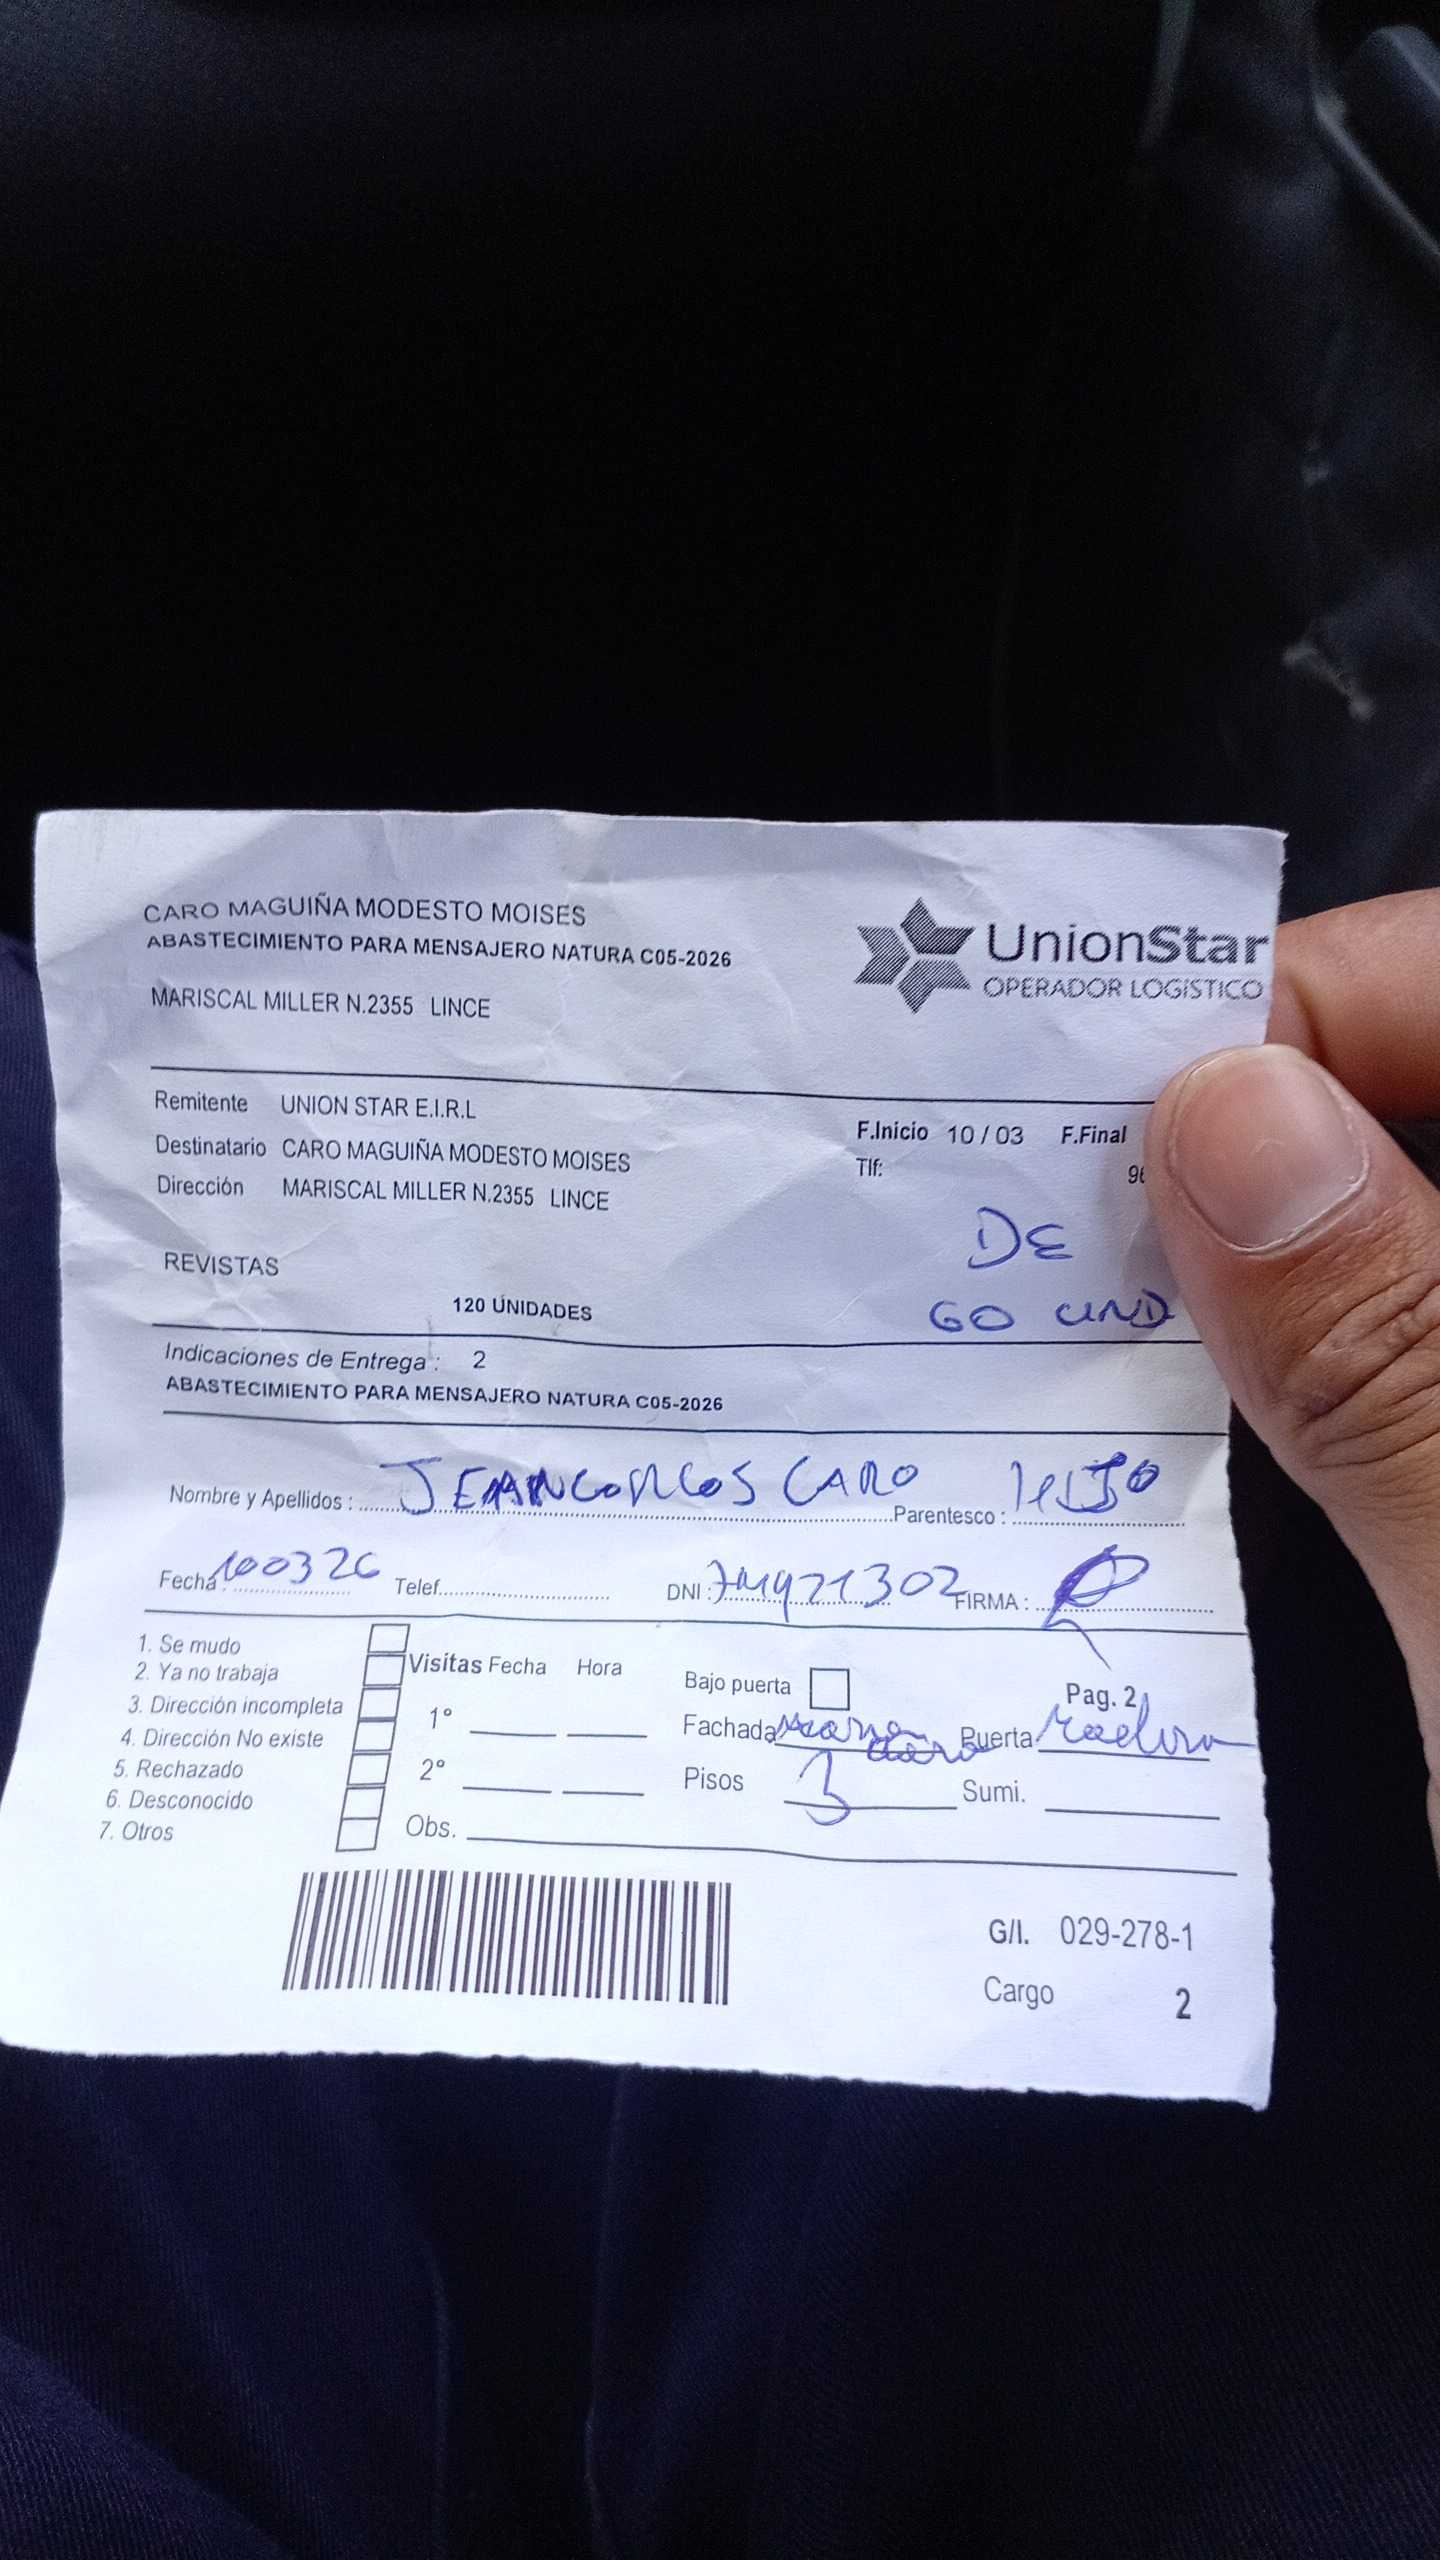 CARO MAGUIÑA MODESTO MOISES
ABASTECIMIENTO PARA MENSAJERO NATURA C05-2026
MARISCAL MILLER N.2355 LINCE
UnionStar
OPERADOR LOGÍSTICO
Remitente UNION STAR E.I.R.L
Destinatario CARO MAGUIÑA MODESTO MOISES
Dirección MARISCAL MILLER N.2355 LINCE
F.Inicio 10 / 03 F.Final
Tlf:
DE
60 UND
REVISTAS
120 UNIDADES
Indicaciones de Entrega : 2
ABASTECIMIENTO PARA MENSAJERO NATURA C05-2026
Nombre y Apellidos : JEANCARLOS CARO Parentesco :
Fecha : 100326 Telef. DNI : FIRMA :
1. Se mudo
2. Ya no trabaja
3. Dirección incompleta
4. Dirección No existe
5. Rechazado
6. Desconocido
7. Otros
Visitas Fecha Hora
1°
2°
Obs.
Bajo puerta
Pag. 2
Fachada Puerta
Pisos 3 Sumi.
G/I. 029-278-1
Cargo 2